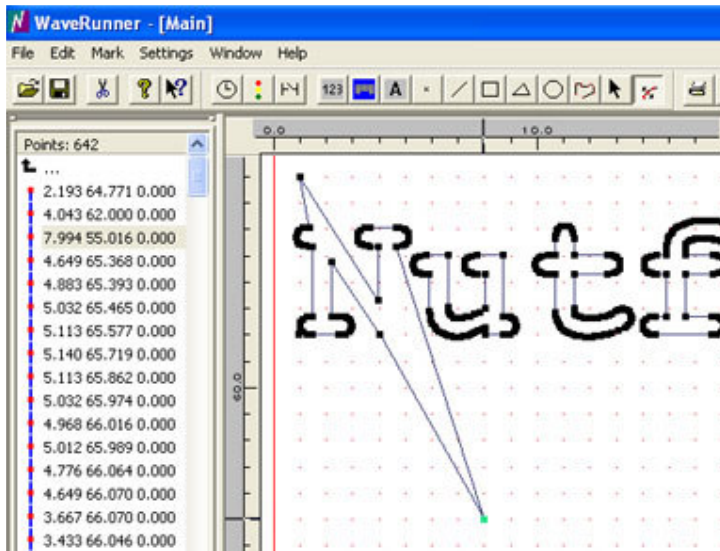 WaveRunner - [Main]
File Edit Mark Settings Window Help
123 A
Points: 642
...
2.193 64.771 0.000
4.043 62.000 0.000
7.994 55.016 0.000
4.649 65.368 0.000
4.883 65.393 0.000
5.032 65.465 0.000
5.113 65.577 0.000
5.140 65.719 0.000
5.113 65.862 0.000
5.032 65.974 0.000
4.968 66.016 0.000
5.012 65.989 0.000
4.776 66.064 0.000
4.649 66.070 0.000
3.667 66.070 0.000
3.433 66.046 0.000
0.0 10.0
60.0
Nutf